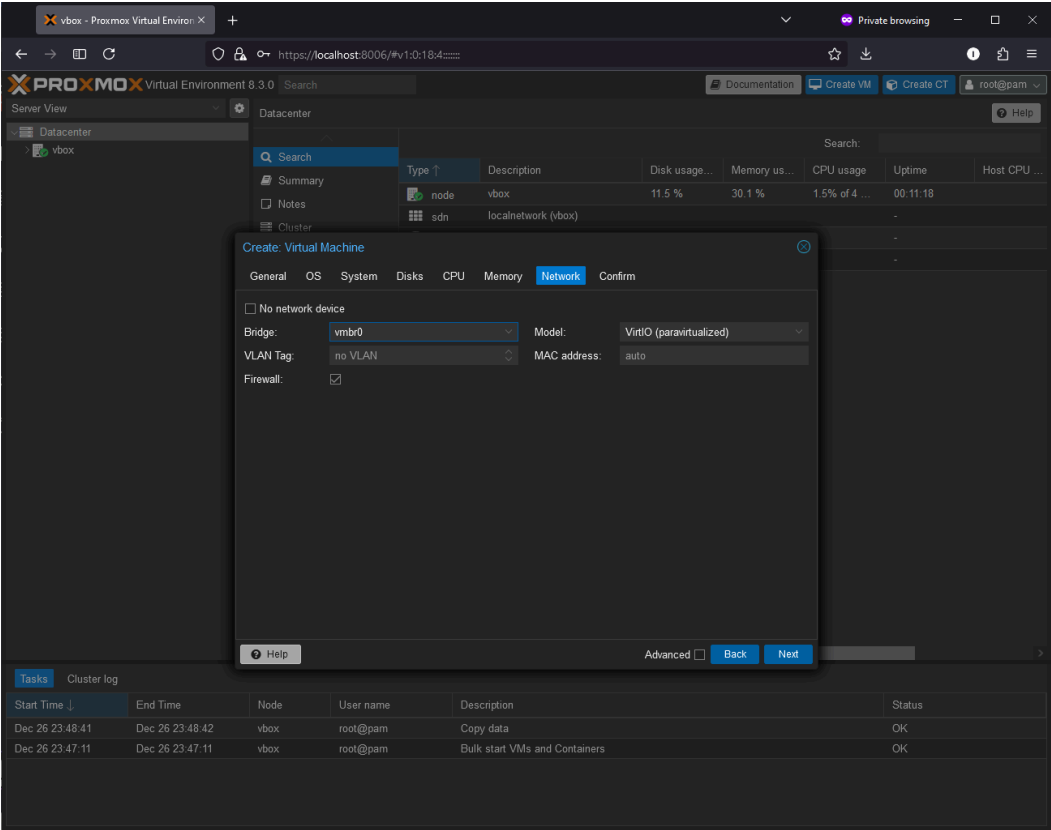 vbox - Proxmox Virtual Environ
Private browsing
https://localhost:8006/#v1:0:18:4:::::::
PROXMOX Virtual Environment 8.3.0 Search
Documentation Create VM Create CT root@pam
Server View
Datacenter
Help
Datacenter
vbox
Search:
Search
Summary
Notes
Cluster
Type Description Disk usage... Memory us... CPU usage Uptime Host CPU ...
node vbox 11.5 % 30.1 % 1.5% of 4 ... 00:11:18
sdn localnetwork (vbox) -
-
-
Create: Virtual Machine
General OS System Disks CPU Memory Network Confirm
No network device
Bridge: vmbr0 Model: VirtIO (paravirtualized)
VLAN Tag: no VLAN MAC address: auto
Firewall:
Help Advanced Back Next
Tasks Cluster log
Start Time End Time Node User name Description Status
Dec 26 23:48:41 Dec 26 23:48:42 vbox root@pam Copy data OK
Dec 26 23:47:11 Dec 26 23:47:11 vbox root@pam Bulk start VMs and Containers OK